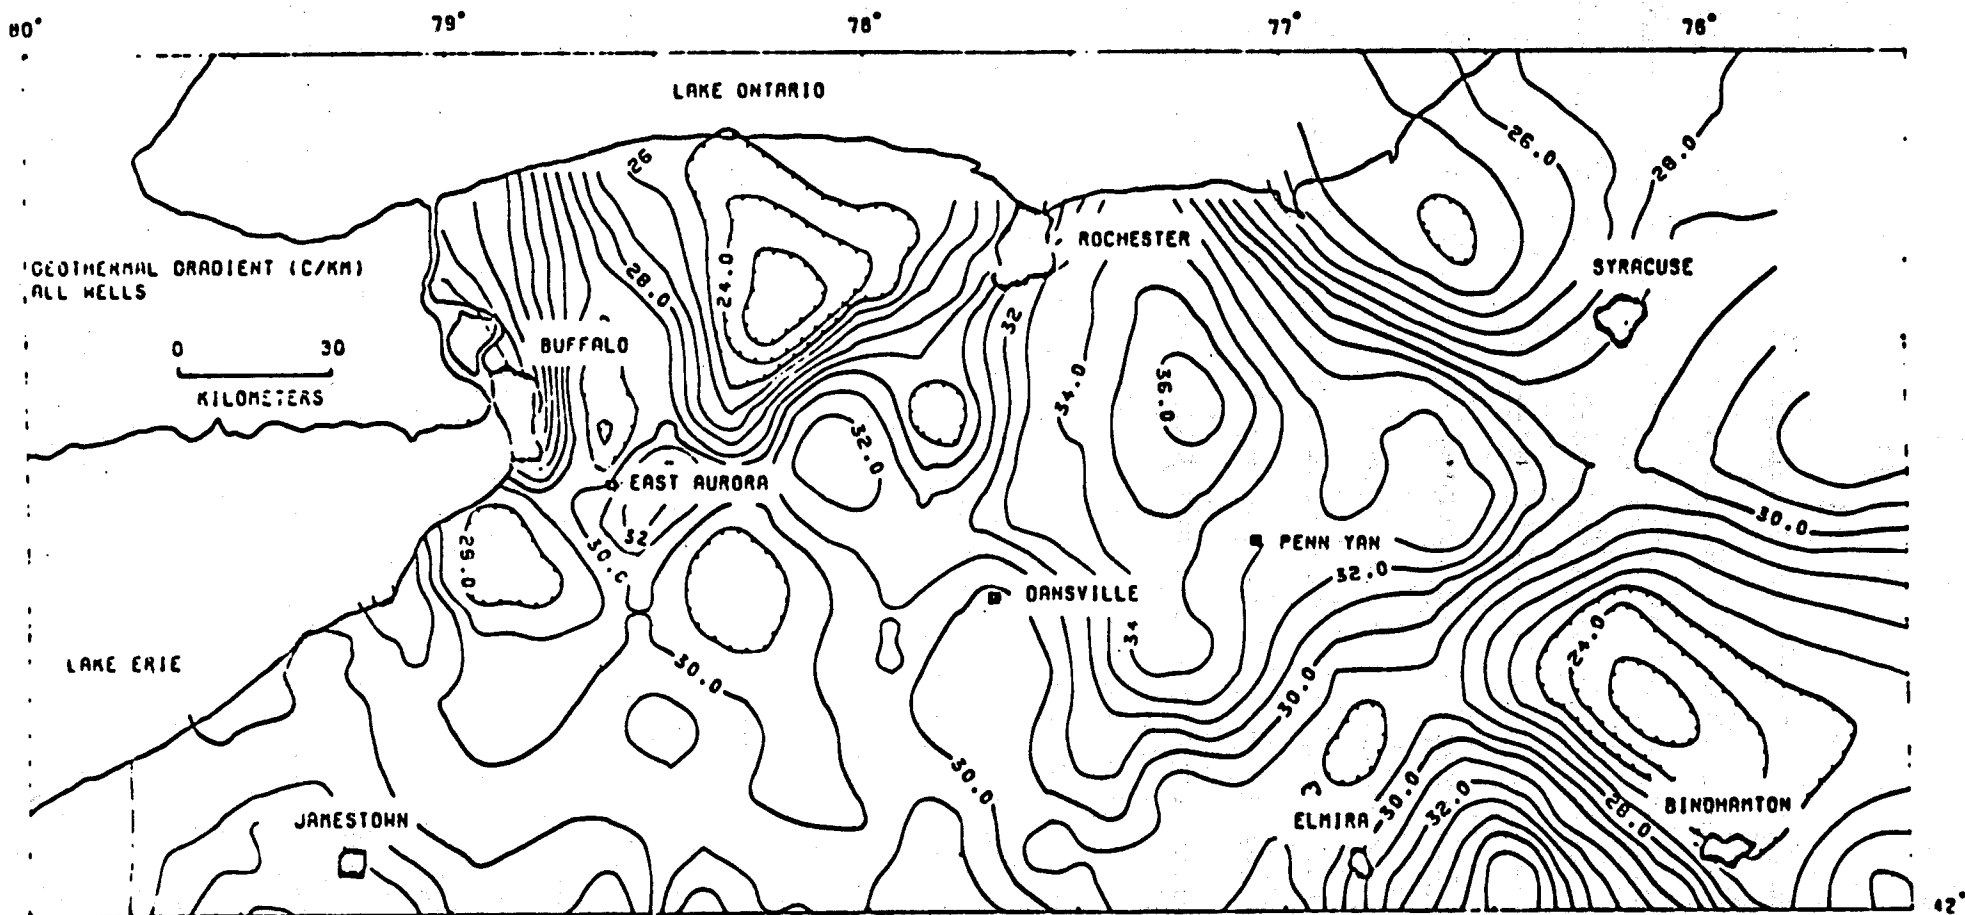 80° 79° 78° 77° 76°
LAKE ONTARIO
26
26.0
28.0
ROCHESTER
SYRACUSE
GEOTHERMAL GRADIENT (C/KM)
ALL WELLS
28.0
24.0
0 30
KILOMETERS
BUFFALO
32
34.0
36.0
32.0
EAST AURORA
30.0
32
30.0
PENN YAN
32.0
DANSVILLE
24.0
34
LAKE ERIE
30.0
30.0
30.0
30.0
32.0
28.0
BINGHAMTON
JAMESTOWN
ELMIRA
42°